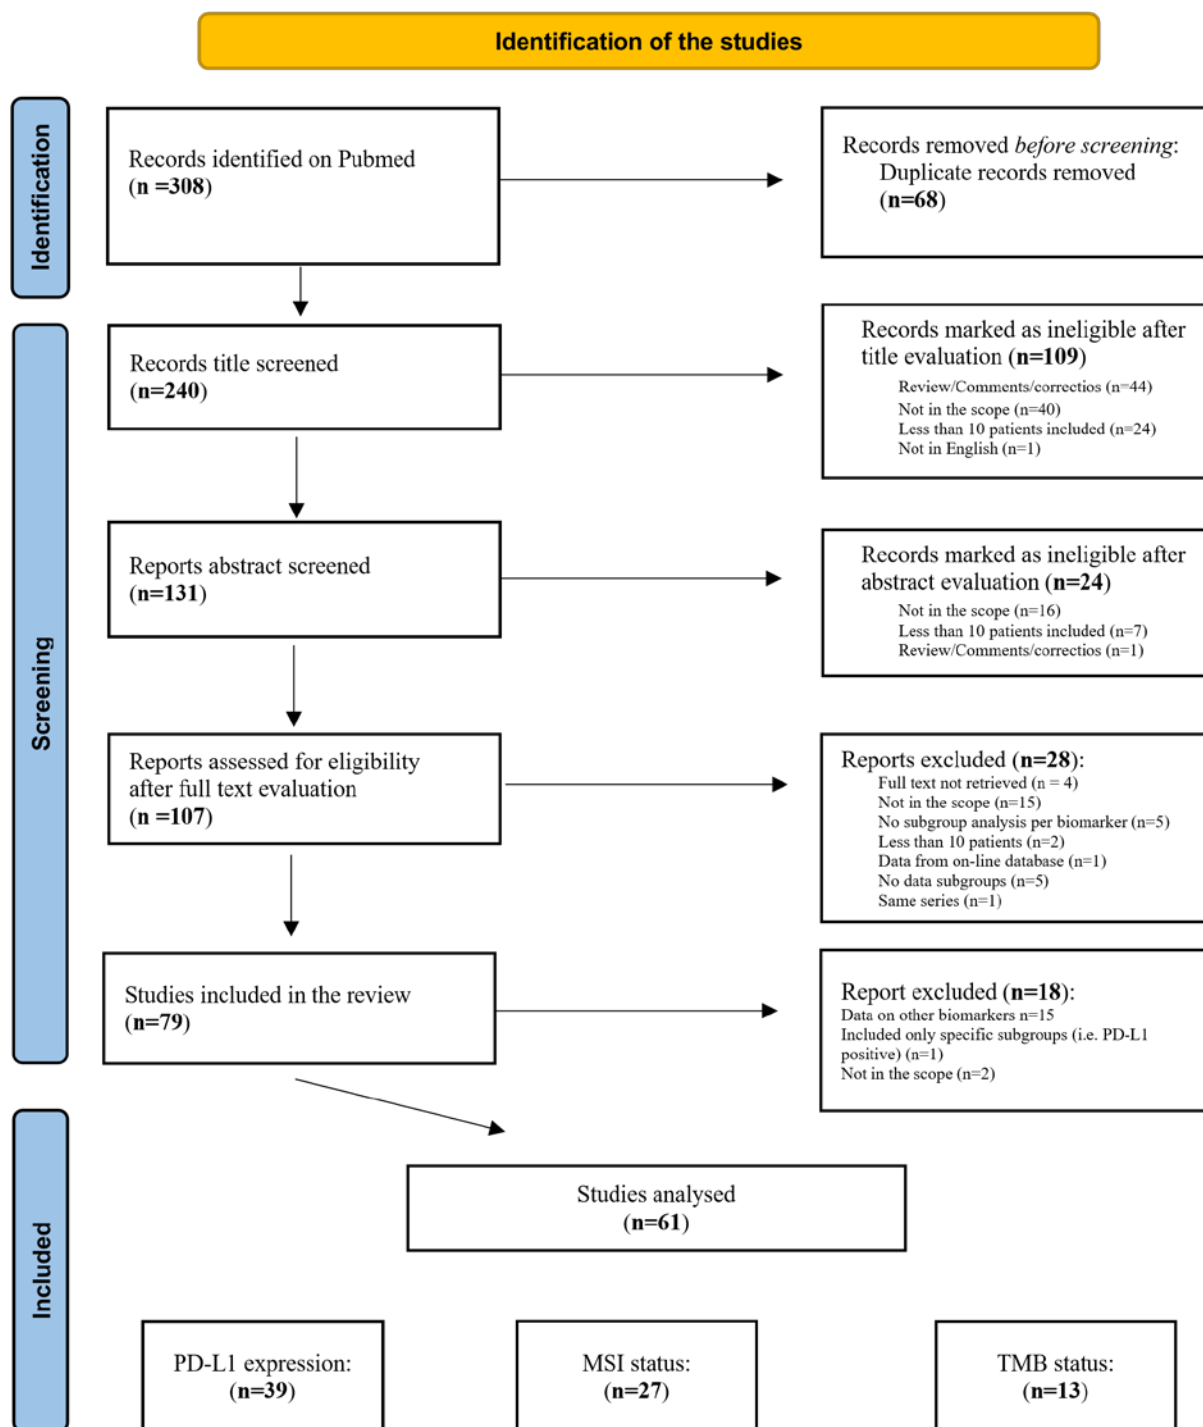 Identification of the studies
Identification
Records identified on Pubmed
(n =308)
Records removed before screening:
Duplicate records removed
(n=68)
Screening
Records title screened
(n=240)
Records marked as ineligible after
title evaluation (n=109)
Review/Comments/correctios (n=44)
Not in the scope (n=40)
Less than 10 patients included (n=24)
Not in English (n=1)
Reports abstract screened
(n=131)
Records marked as ineligible after
abstract evaluation (n=24)
Not in the scope (n=16)
Less than 10 patients included (n=7)
Review/Comments/correctios (n=1)
Reports assessed for eligibility
after full text evaluation
(n =107)
Reports excluded (n=28):
Full text not retrieved (n = 4)
Not in the scope (n=15)
No subgroup analysis per biomarker (n=5)
Less than 10 patients (n=2)
Data from on-line database (n=1)
No data subgroups (n=5)
Same series (n=1)
Studies included in the review
(n=79)
Report excluded (n=18):
Data on other biomarkers n=15
Included only specific subgroups (i.e. PD-L1
positive) (n=1)
Not in the scope (n=2)
Included
Studies analysed
(n=61)
PD-L1 expression:
(n=39)
MSI status:
(n=27)
TMB status:
(n=13)